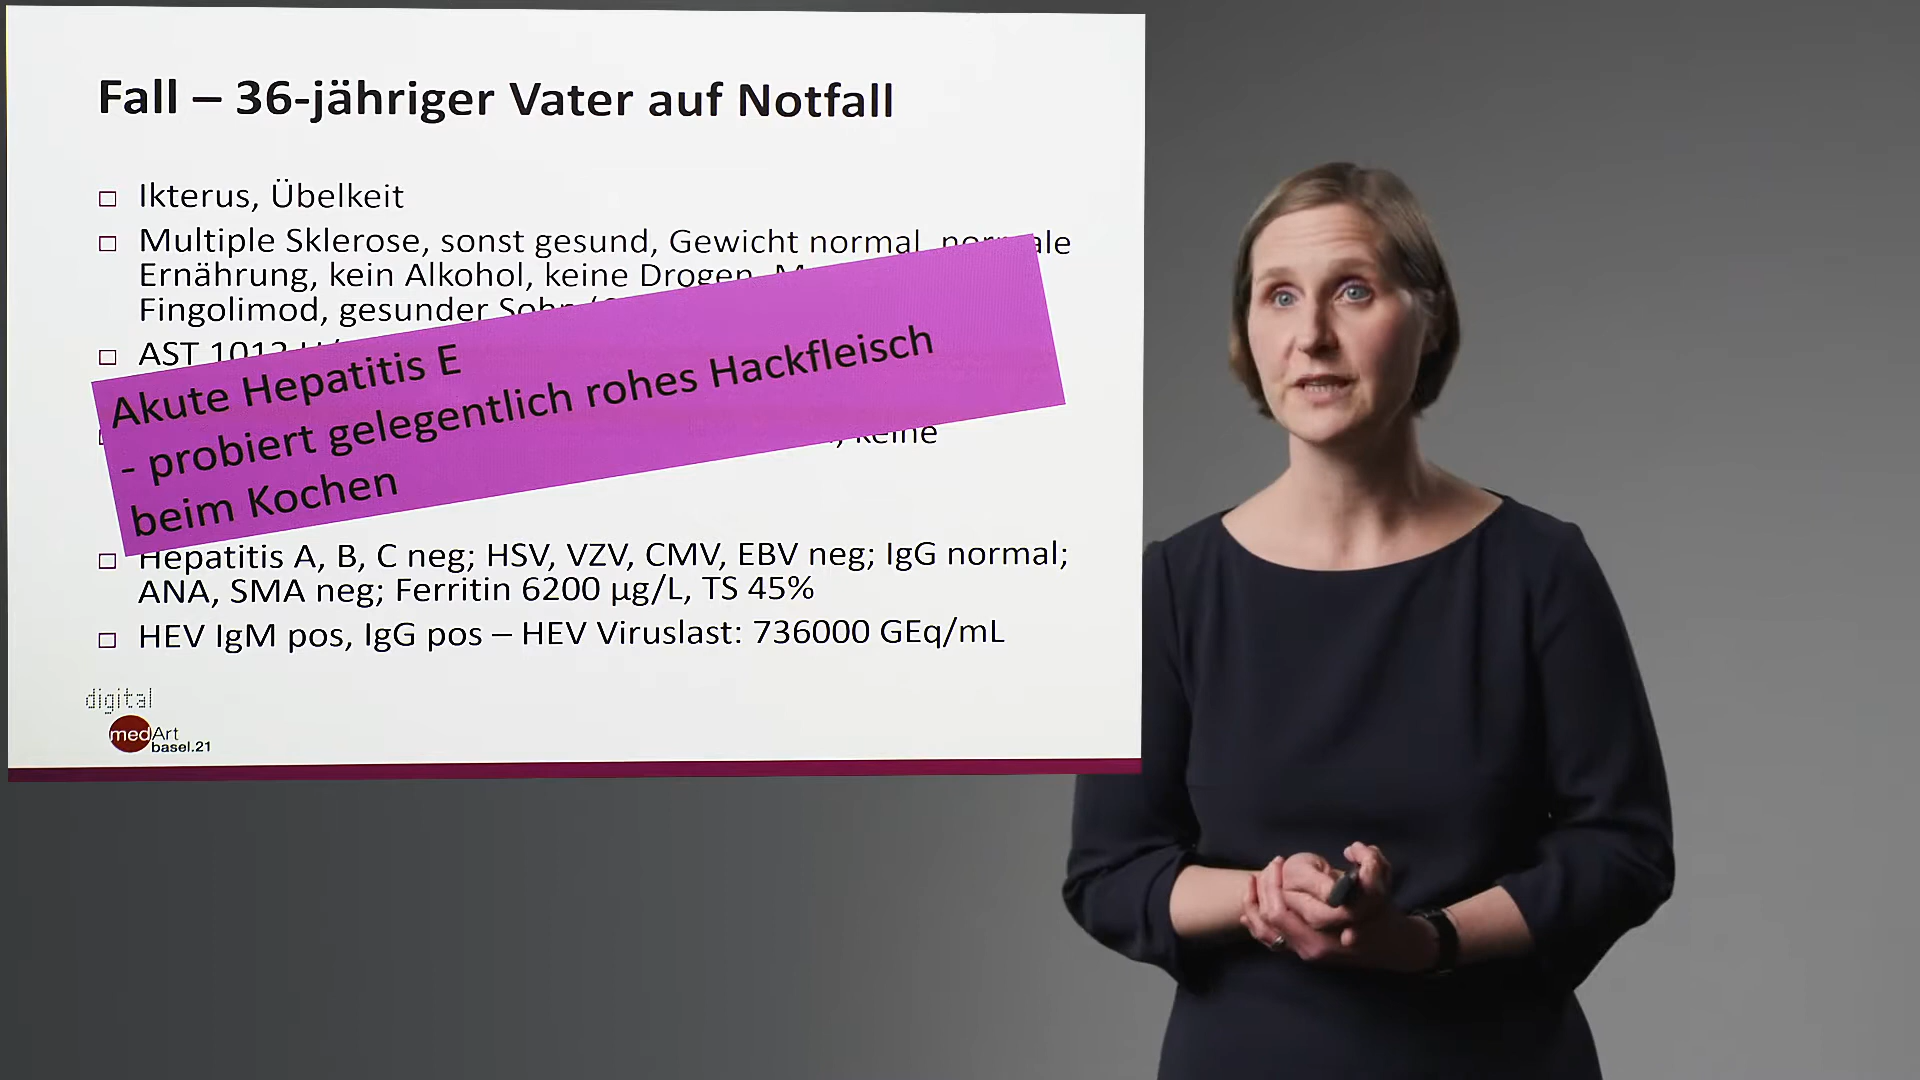 Fall – 36-jähriger Vater auf Notfall
Ikterus, Übelkeit
Multiple Sklerose, sonst gesund, Gewicht normal, normale
Ernährung, kein Alkohol, keine Drogen,
Fingolimod, gesunder Sohn
AST 1012
Akute Hepatitis E
- probiert gelegentlich rohes Hackfleisch
beim Kochen
keine
Hepatitis A, B, C neg; HSV, VZV, CMV, EBV neg; IgG normal;
ANA, SMA neg; Ferritin 6200 µg/L, TS 45%
HEV IgM pos, IgG pos – HEV Viruslast: 736000 GEq/mL
digital
medArt
basel.21